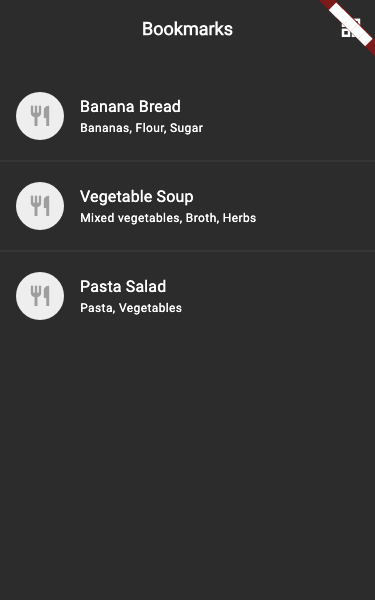 Bookmarks
Banana Bread
Bananas, Flour, Sugar
Vegetable Soup
Mixed vegetables, Broth, Herbs
Pasta Salad
Pasta, Vegetables